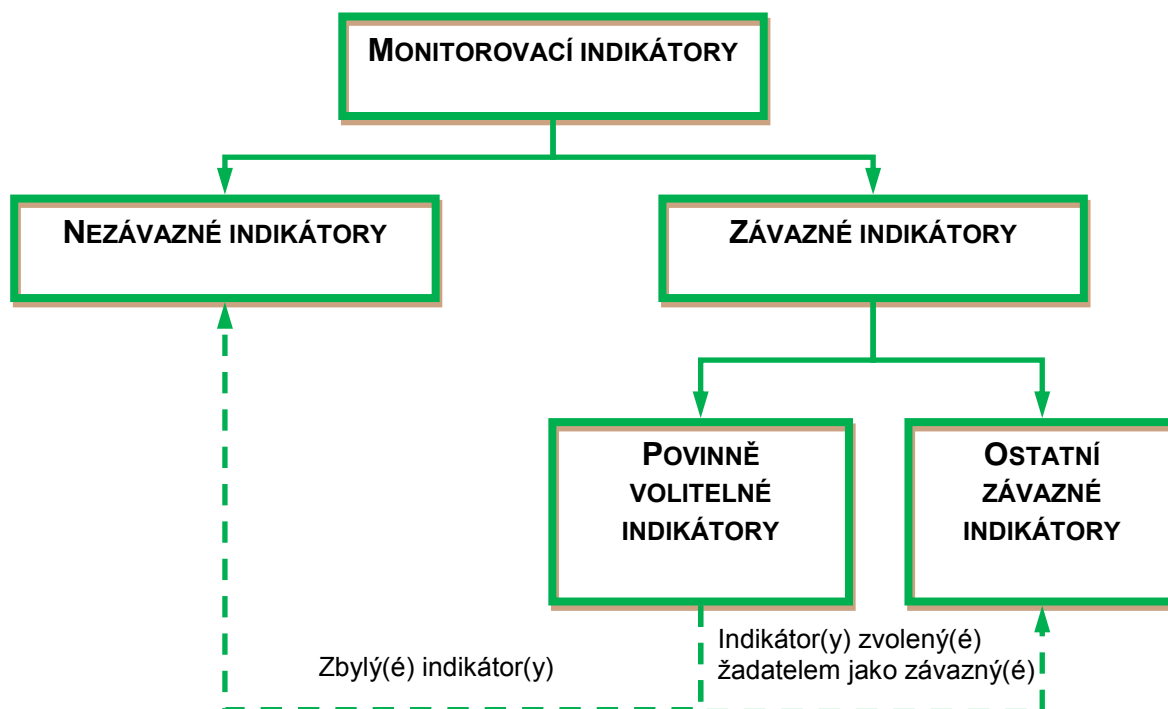 MONITOROVACÍ INDIKÁTORY
NEZÁVAZNÉ INDIKÁTORY
ZÁVAZNÉ INDIKÁTORY
POVINNĚ
VOLITELNÉ
INDIKÁTORY
OSTATNÍ
ZÁVAZNÉ
INDIKÁTORY
Zbylý(é) indikátor(y)
Indikátor(y) zvolený(é)
žadatelem jako závazný(é)